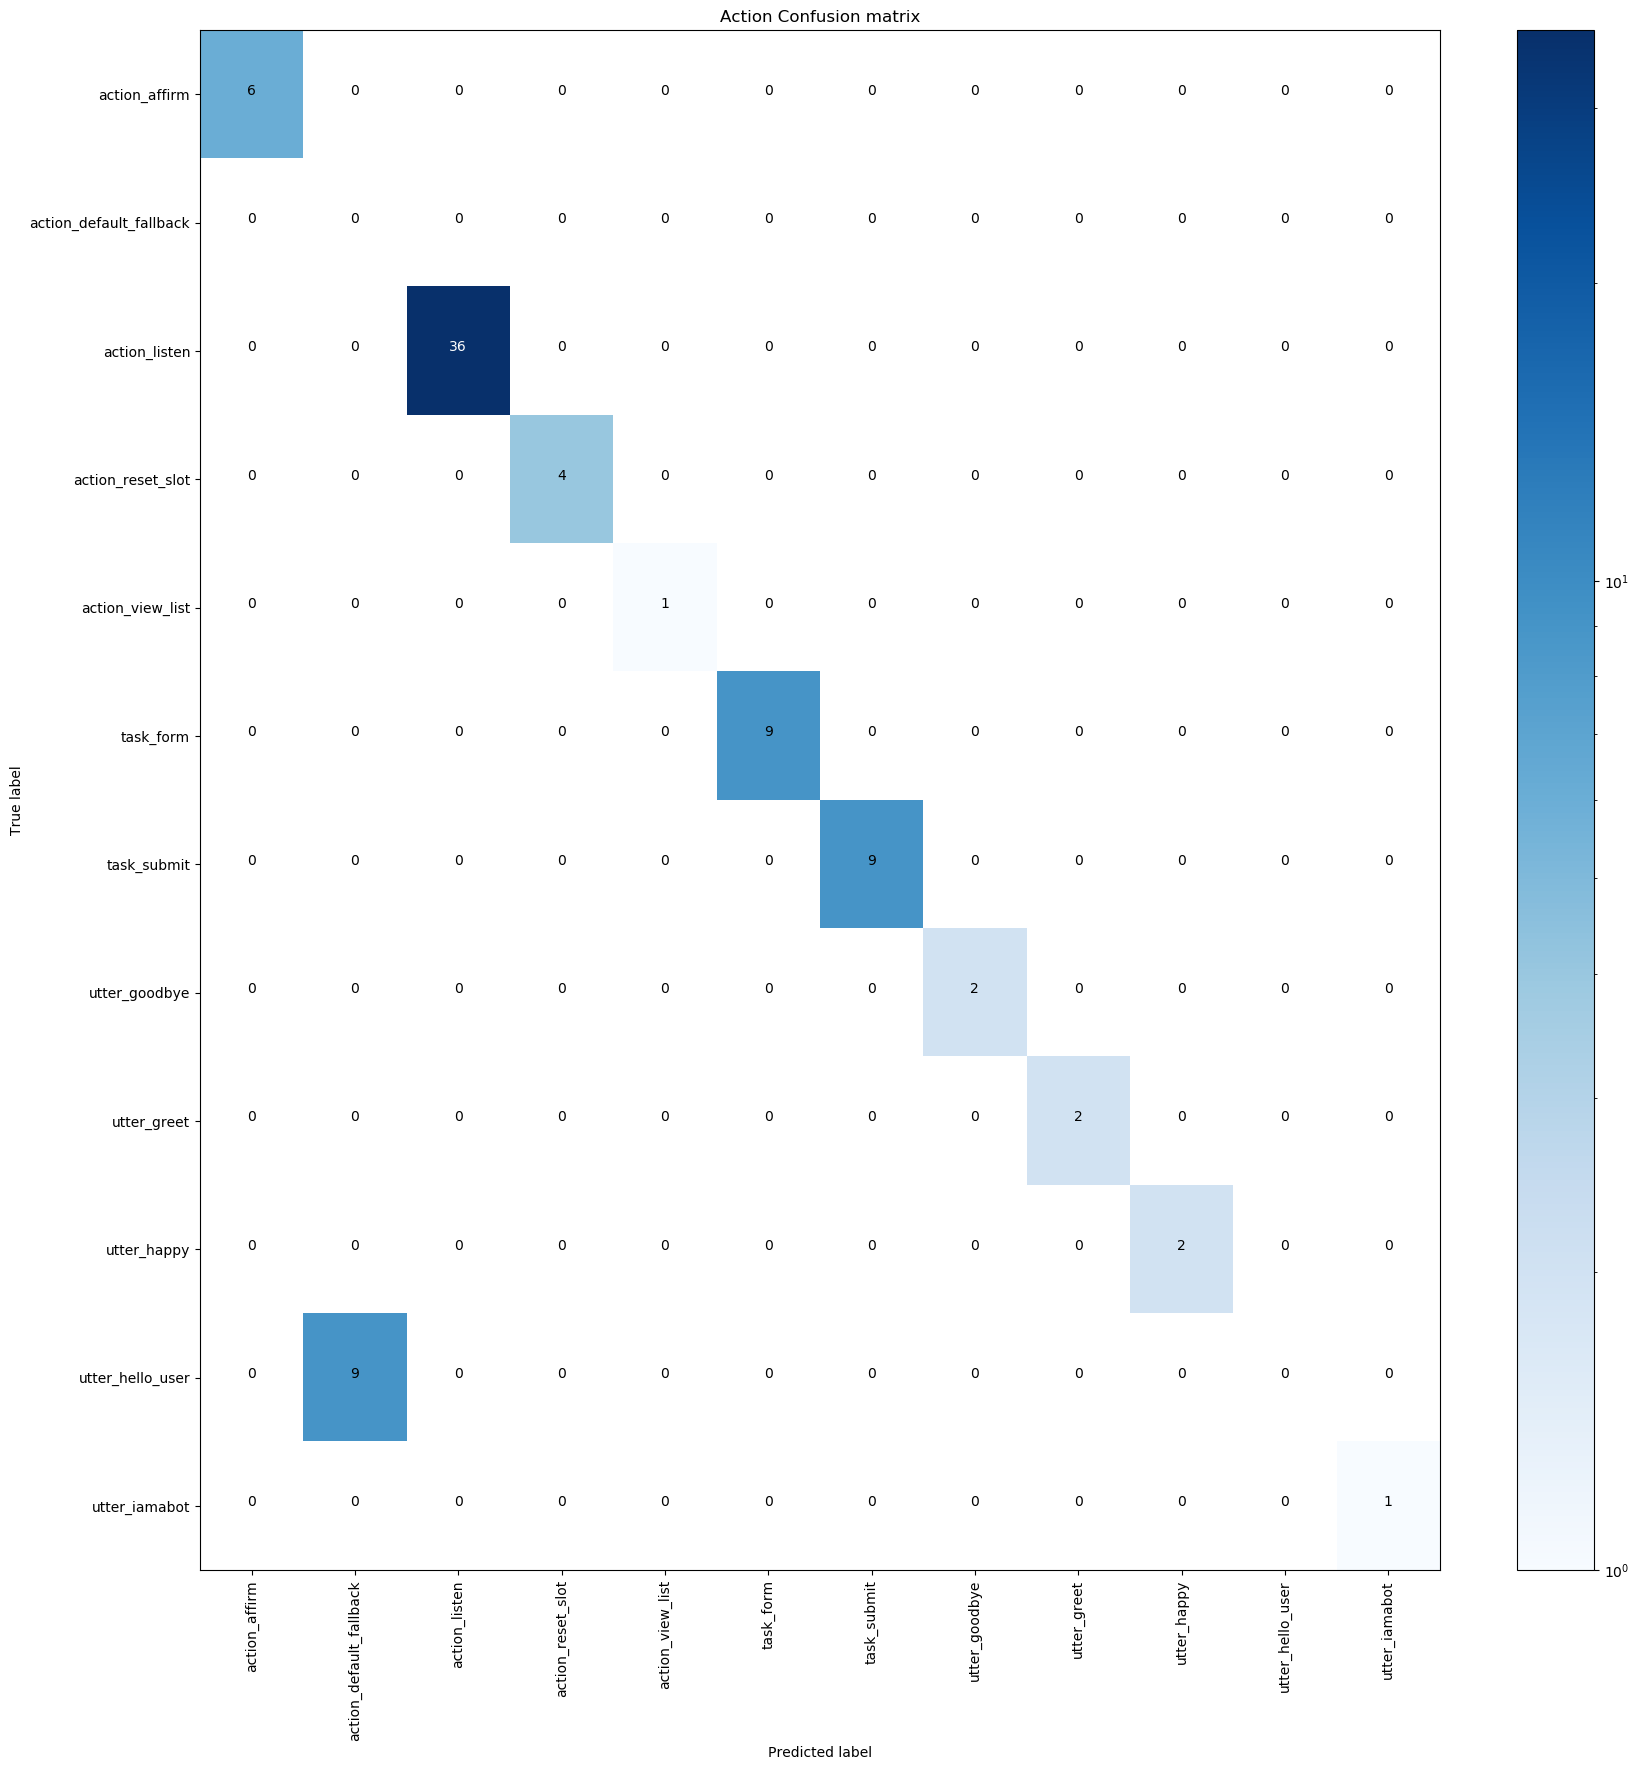 Action Confusion matrix
action_affirm 6 0 0 0 0 0 0 0 0 0 0 0
action_default_fallback 0 0 0 0 0 0 0 0 0 0 0 0
action_listen 0 0 36 0 0 0 0 0 0 0 0 0
action_reset_slot 0 0 0 4 0 0 0 0 0 0 0 0
action_view_list 0 0 0 0 1 0 0 0 0 0 0 0
task_form 0 0 0 0 0 9 0 0 0 0 0 0
task_submit 0 0 0 0 0 0 9 0 0 0 0 0
utter_goodbye 0 0 0 0 0 0 0 2 0 0 0 0
utter_greet 0 0 0 0 0 0 0 0 2 0 0 0
utter_happy 0 0 0 0 0 0 0 0 0 2 0 0
utter_hello_user 0 9 0 0 0 0 0 0 0 0 0 0
utter_iamabot 0 0 0 0 0 0 0 0 0 0 0 1
True label
action_affirm
action_default_fallback
action_listen
action_reset_slot
action_view_list
task_form
task_submit
utter_goodbye
utter_greet
utter_happy
utter_hello_user
utter_iamabot
Predicted label
10¹
10⁰